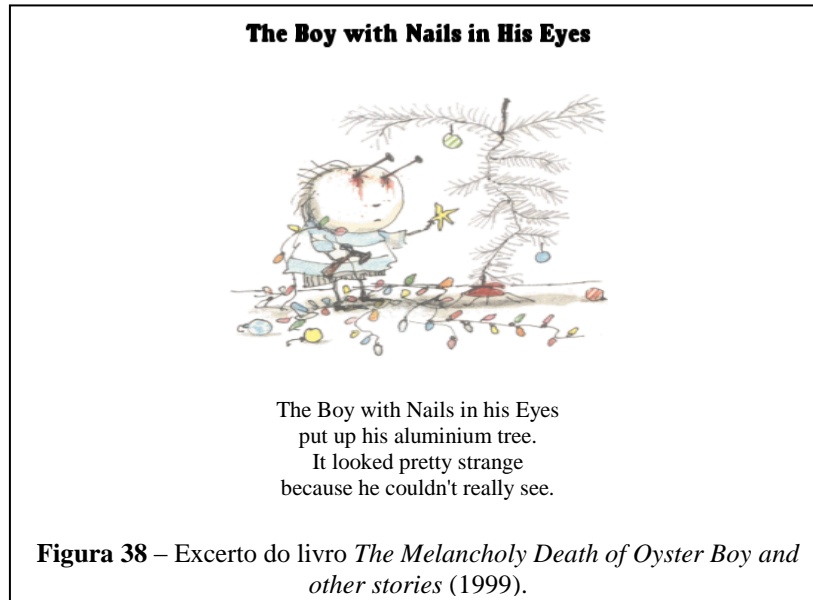 The Boy with Nails in His Eyes
The Boy with Nails in his Eyes
put up his aluminium tree.
It looked pretty strange
because he couldn't really see.
Figura 38 – Excerto do livro The Melancholy Death of Oyster Boy and
other stories (1999).